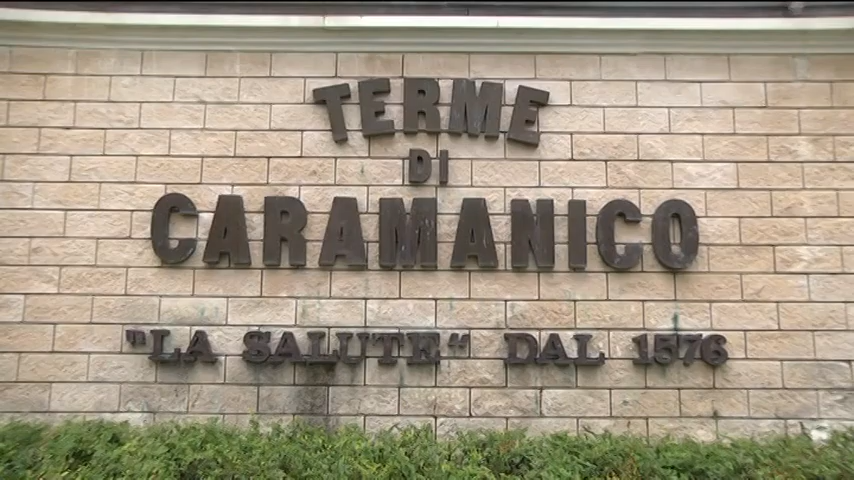 TERME
DI
CARAMANICO
"LA SALUTE" DAL 1576